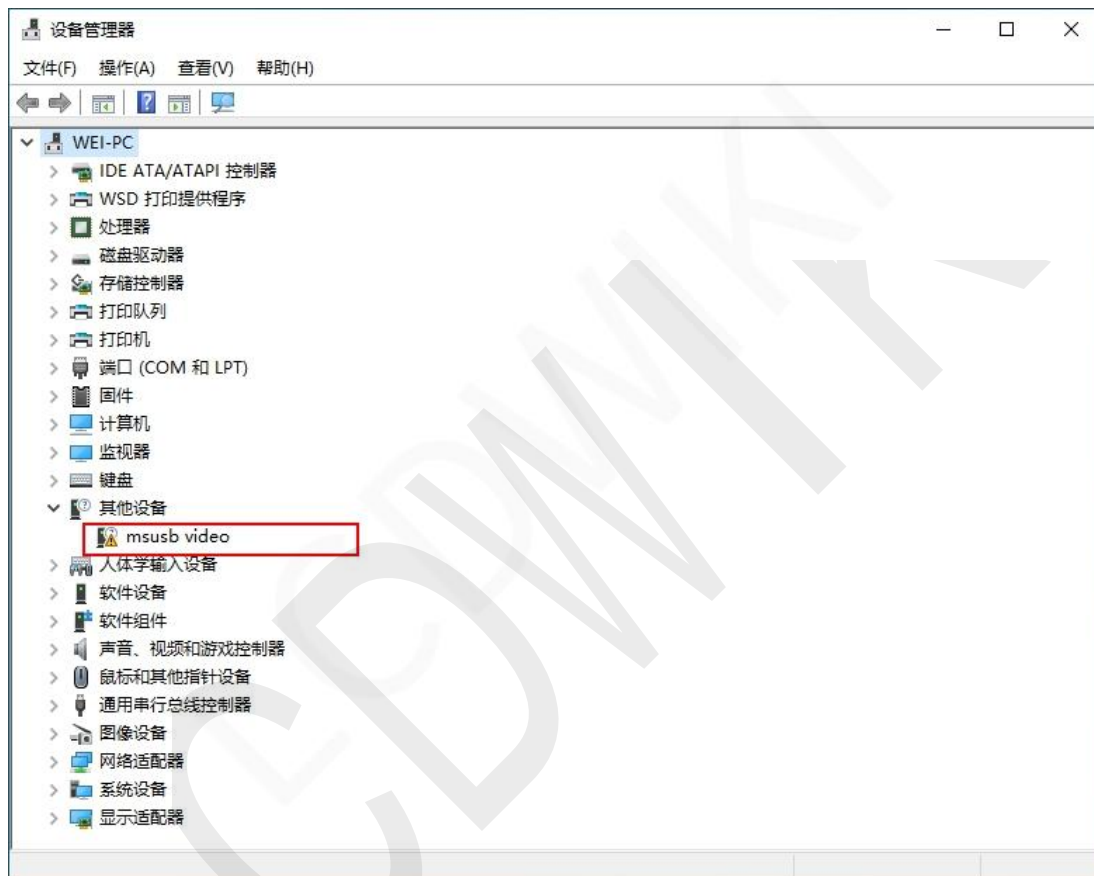 设备管理器
文件(F) 操作(A) 查看(V) 帮助(H)
WEI-PC
IDE ATA/ATAPI 控制器
WSD 打印提供程序
处理器
磁盘驱动器
存储控制器
打印队列
打印机
端口 (COM 和 LPT)
固件
计算机
监视器
键盘
其他设备
msusb video
人体学输入设备
软件设备
软件组件
声音、视频和游戏控制器
鼠标和其他指针设备
通用串行总线控制器
图像设备
网络适配器
系统设备
显示适配器
LCDWIKI